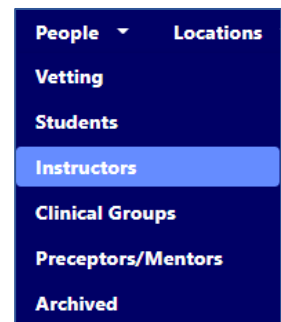 People Locations
Vetting
Students
Instructors
Clinical Groups
Preceptors/Mentors
Archived